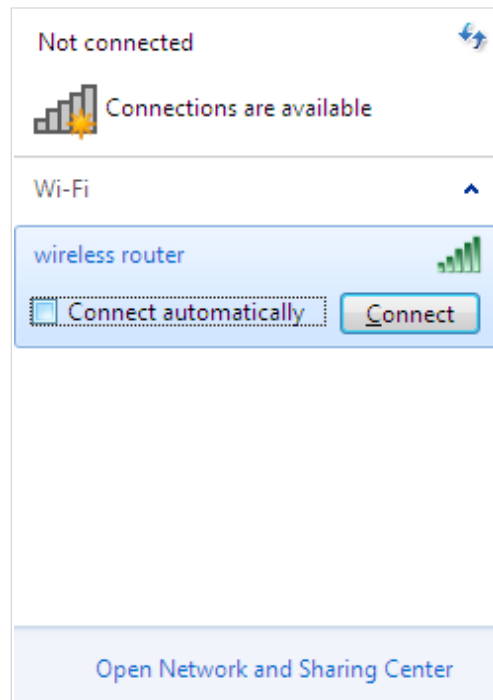 Not connected
Connections are available
Wi-Fi
wireless router
Connect automatically
Connect
Open Network and Sharing Center